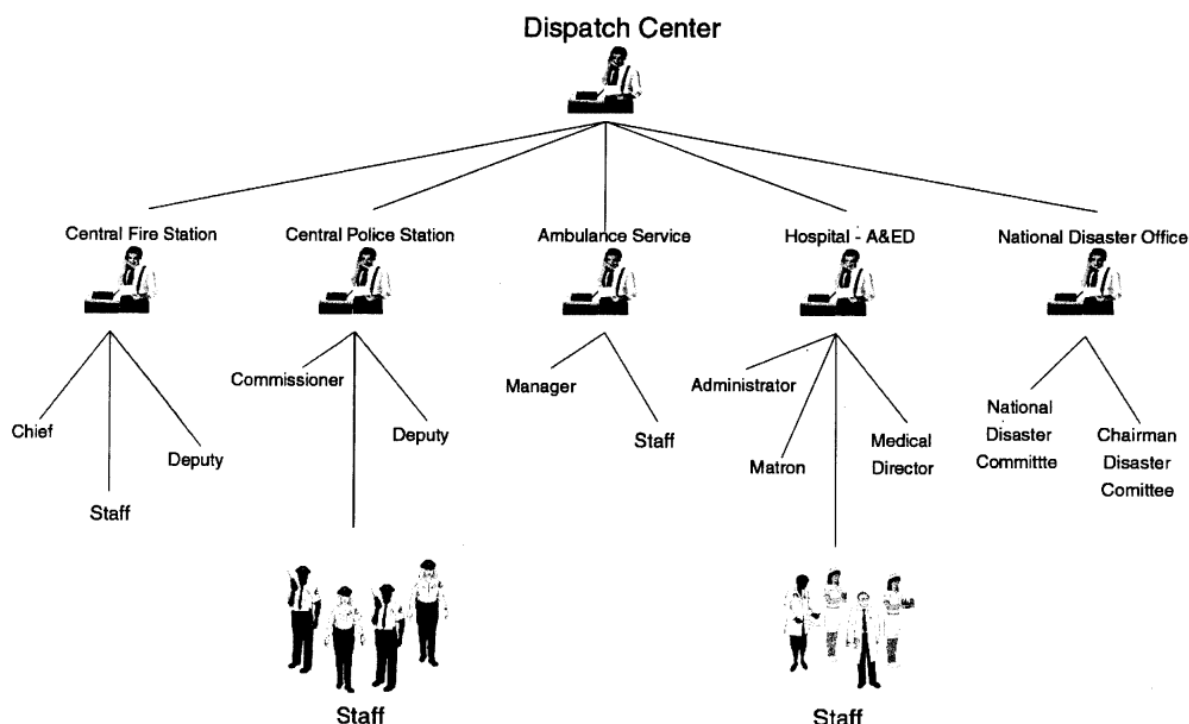 Dispatch Center
Central Fire Station
Central Police Station
Ambulance Service
Hospital - A&ED
National Disaster Office
Chief
Staff
Deputy
Commissioner
Deputy
Staff
Manager
Staff
Administrator
Matron
Medical
Director
Staff
National
Disaster
Committte
Chairman
Disaster
Comittee